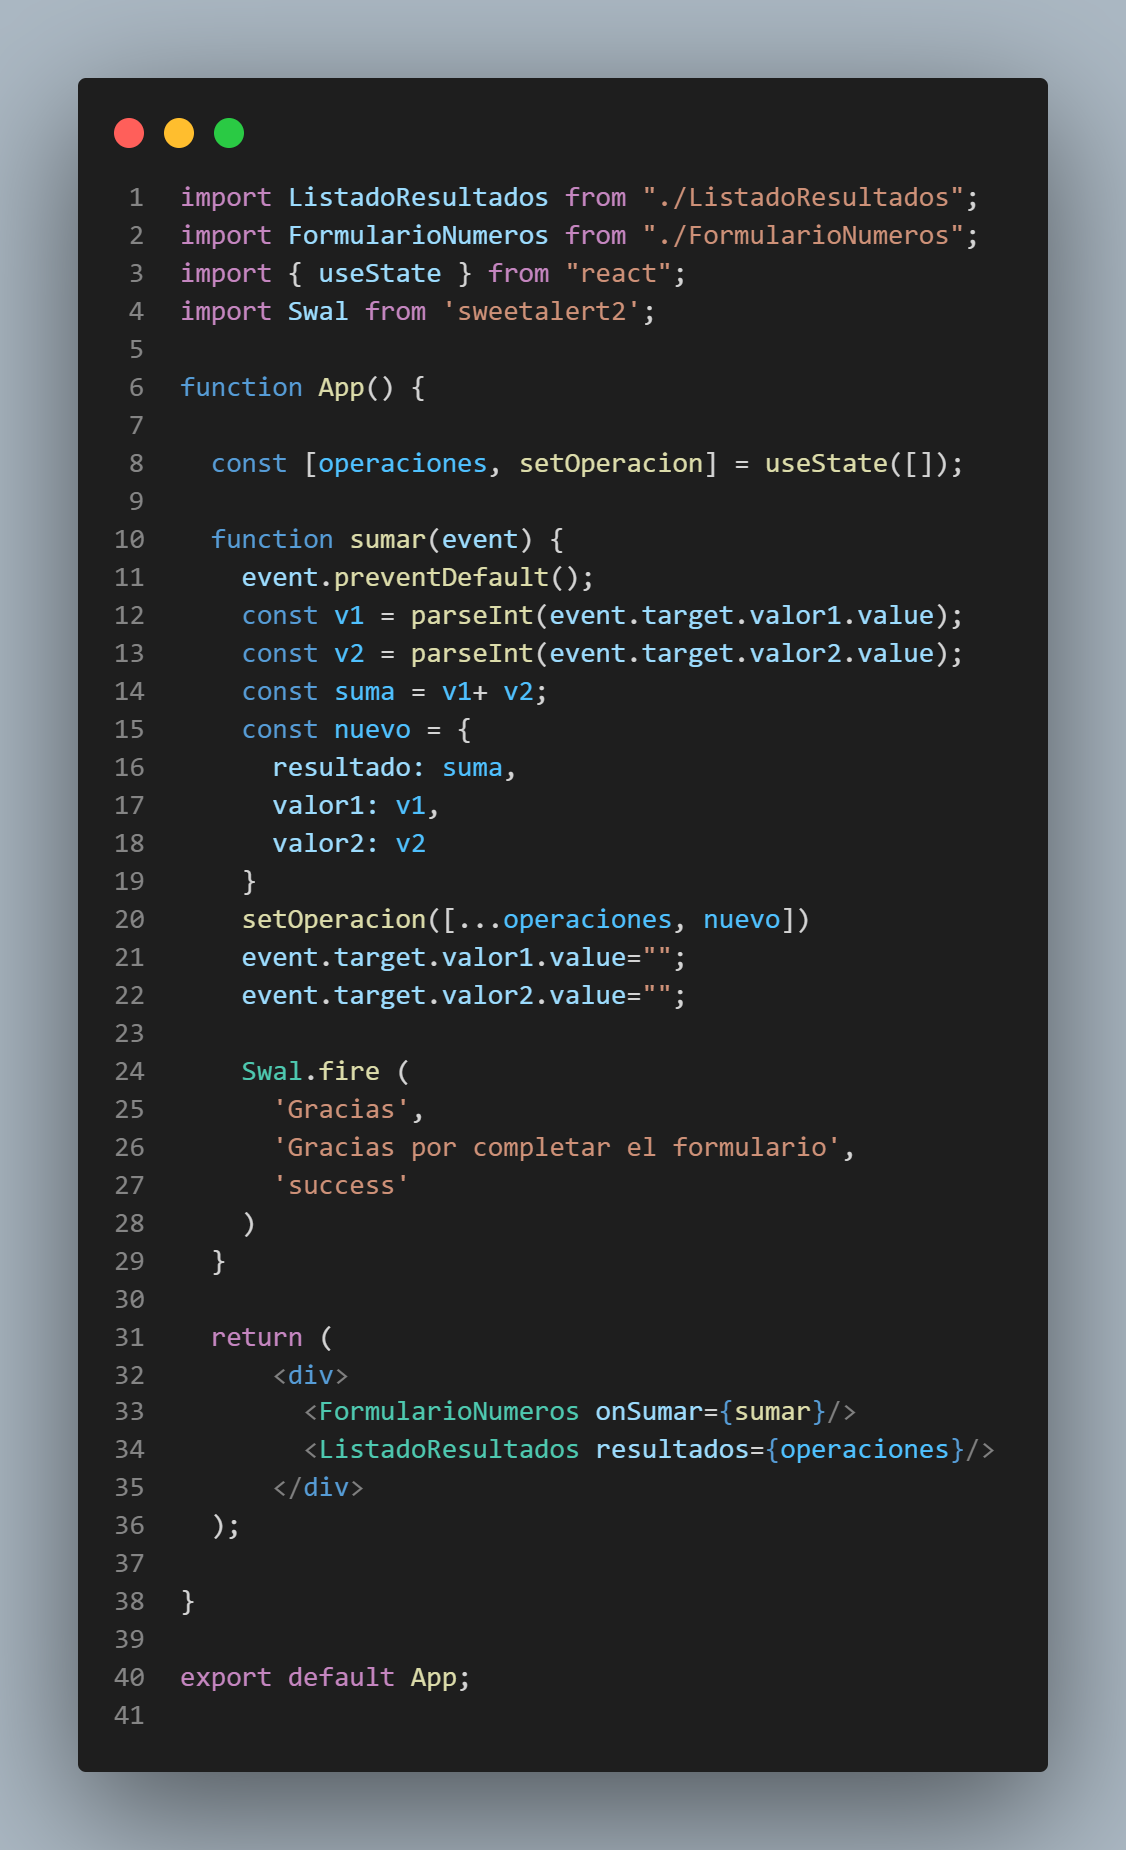 1 import ListadoResultados from "./ListadoResultados";
2 import FormularioNumeros from "./FormularioNumeros";
3 import { useState } from "react";
4 import Swal from 'sweetalert2';
5
6 function App() {
7
8   const [operaciones, setOperacion] = useState([]);
9
10   function sumar(event) {
11     event.preventDefault();
12     const v1 = parseInt(event.target.valor1.value);
13     const v2 = parseInt(event.target.valor2.value);
14     const suma = v1+ v2;
15     const nuevo = {
16       resultado: suma,
17       valor1: v1,
18       valor2: v2
19     }
20     setOperacion([...operaciones, nuevo])
21     event.target.valor1.value="";
22     event.target.valor2.value="";
23
24     Swal.fire (
25       'Gracias',
26       'Gracias por completar el formulario',
27       'success'
28     )
29   }
30
31   return (
32       <div>
33         <FormularioNumeros onSumar={sumar}/>
34         <ListadoResultados resultados={operaciones}/>
35       </div>
36   );
37
38 }
39
40 export default App;
41